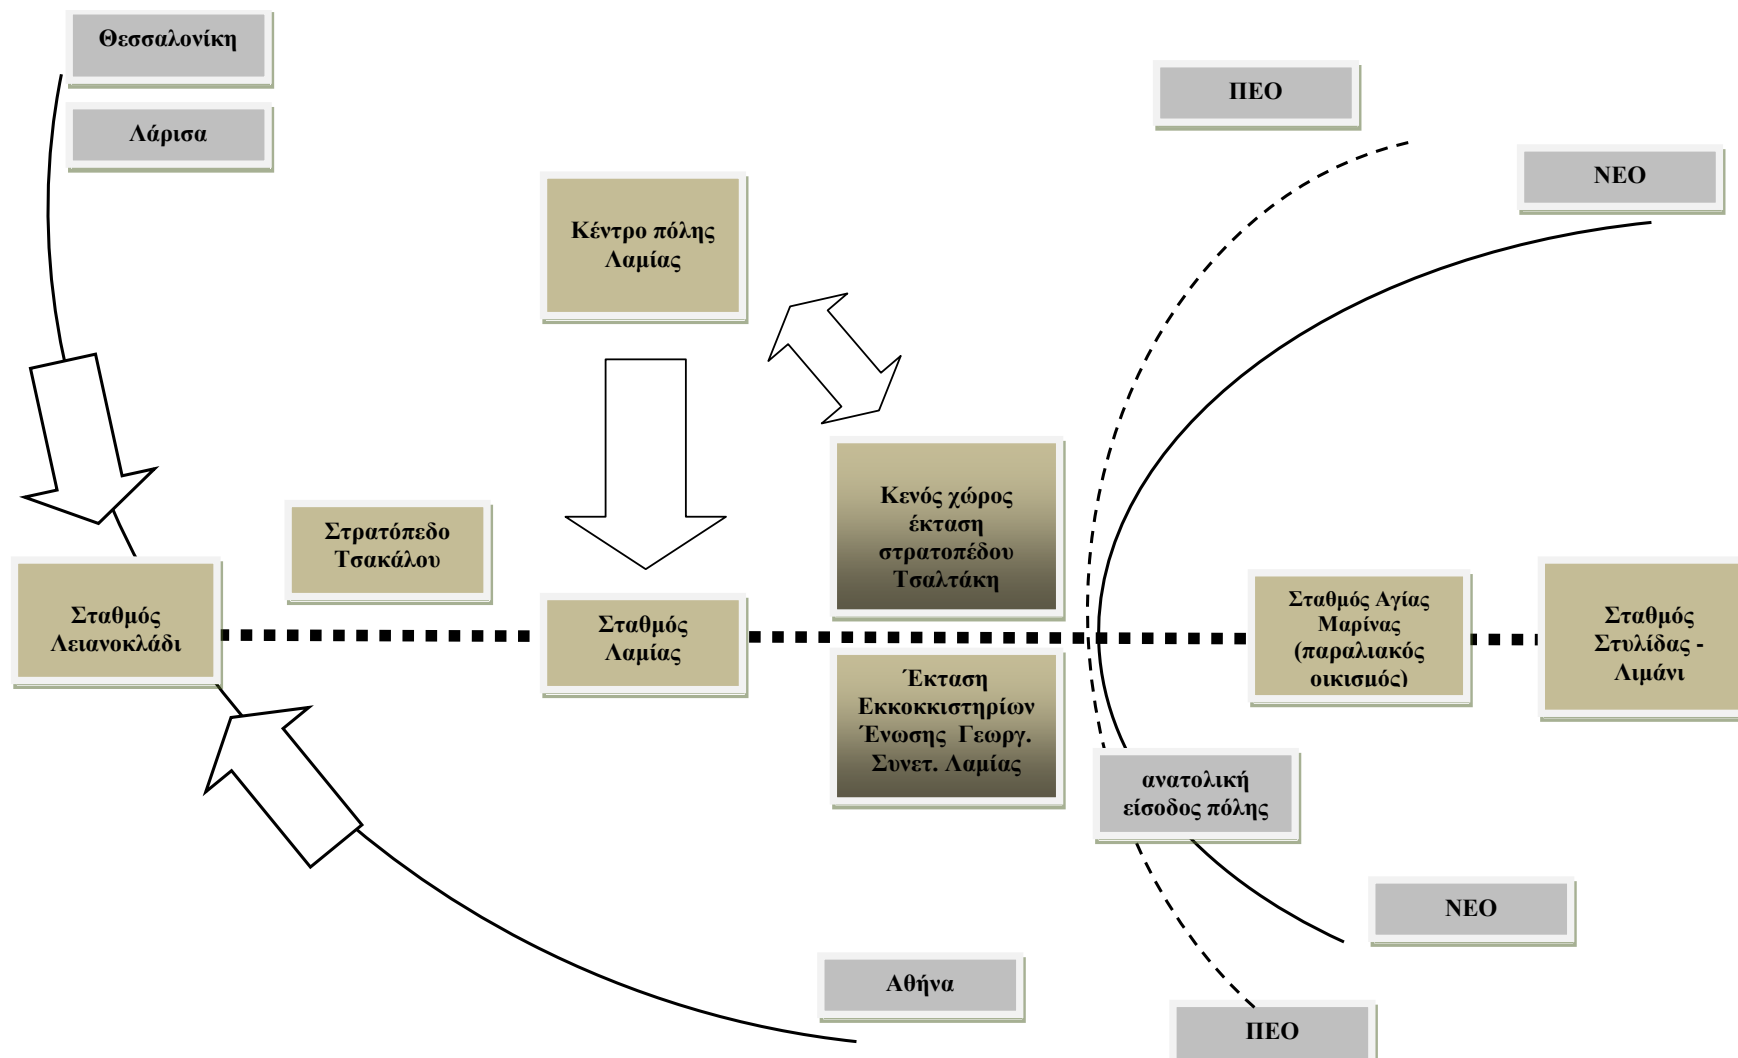 Θεσσαλονίκη
Λάρισα
ΠΕΟ
ΝΕΟ
Κέντρο πόλης
Λαμίας
Στρατόπεδο
Τσακάλου
Κενός χώρος
έκταση
στρατοπέδου
Τσαλτάκη
Σταθμός
Λειανοκλάδι
Σταθμός
Λαμίας
Σταθμός Αγίας
Μαρίνας
(παραλιακός
οικισμός)
Σταθμός
Στυλίδας -
Λιμάνι
Έκταση
Εκκοκκιστηρίων
Ένωσης Γεωργ.
Συνετ. Λαμίας
ανατολική
είσοδος πόλης
ΝΕΟ
Αθήνα
ΠΕΟ